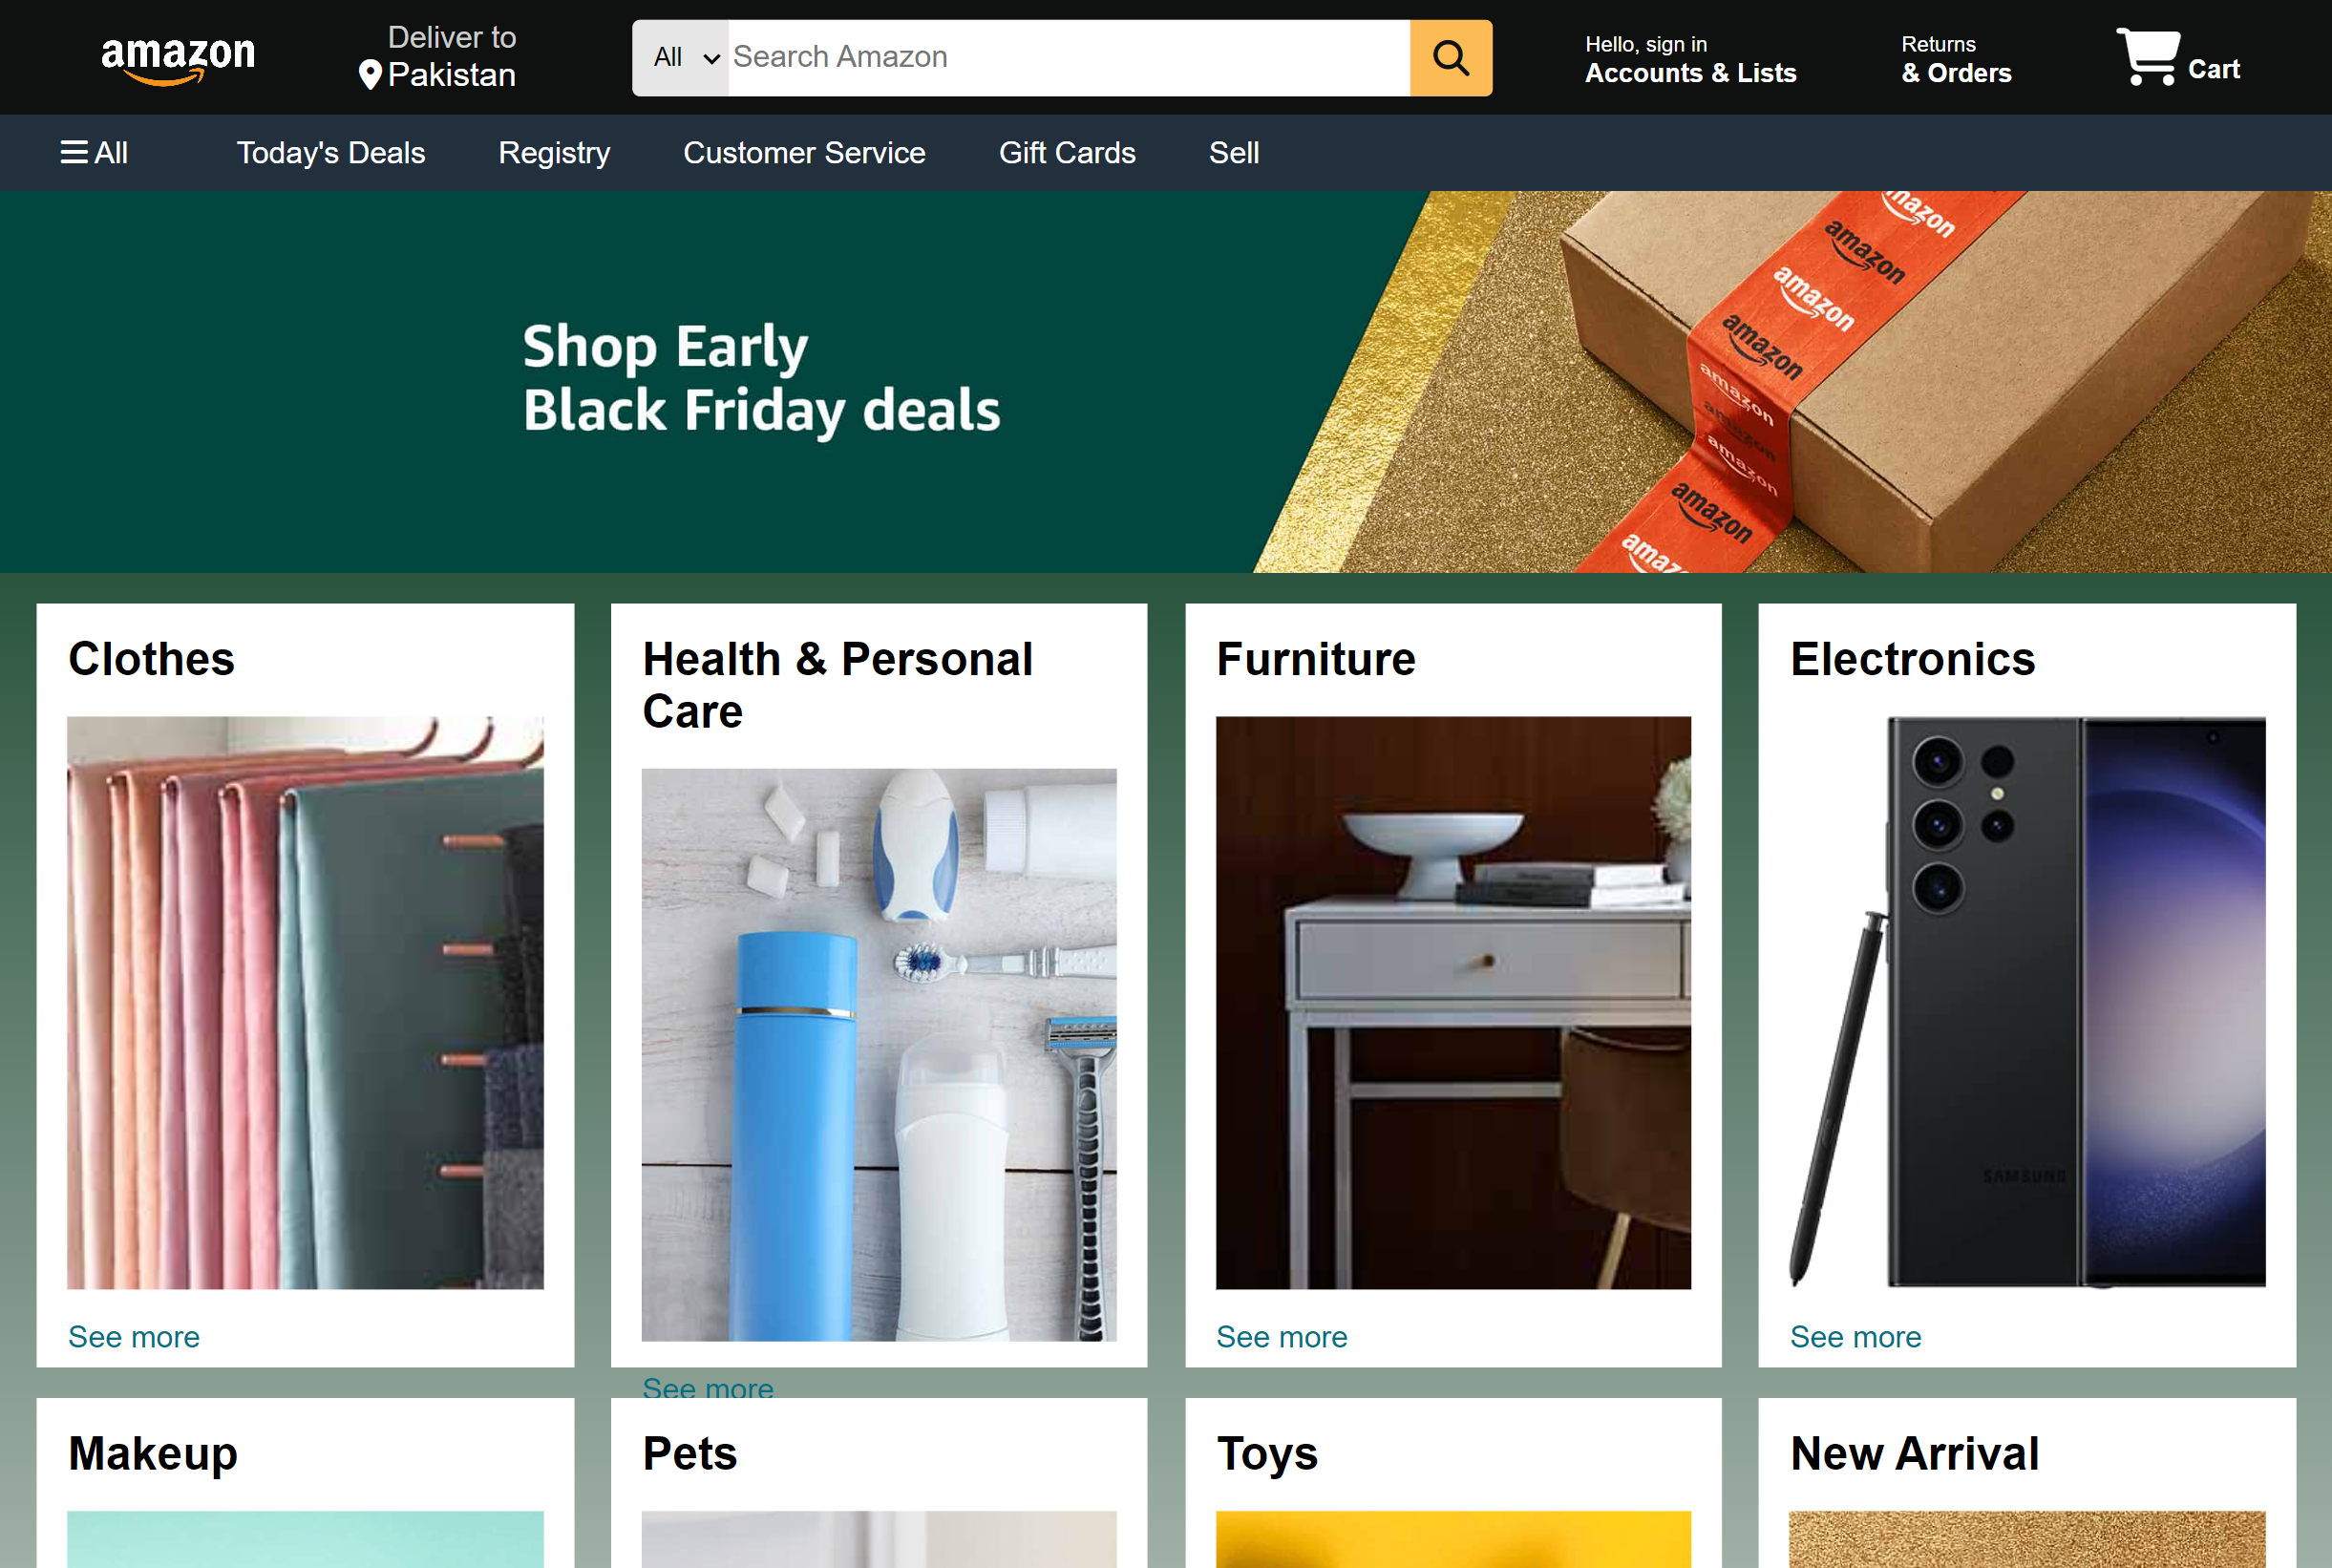 amazon
Deliver to
Pakistan
All
Search Amazon
Hello, sign in
Accounts & Lists
Returns
& Orders
Cart
All
Today's Deals
Registry
Customer Service
Gift Cards
Sell
Shop Early
Black Friday deals
amazon
amazon
amazon
amazon
amazon
amazon
amazon
amazon
Clothes
Health & Personal
Care
Furniture
Electronics
SAMSUNG
See more
See more
See more
See more
Makeup
Pets
Toys
New Arrival